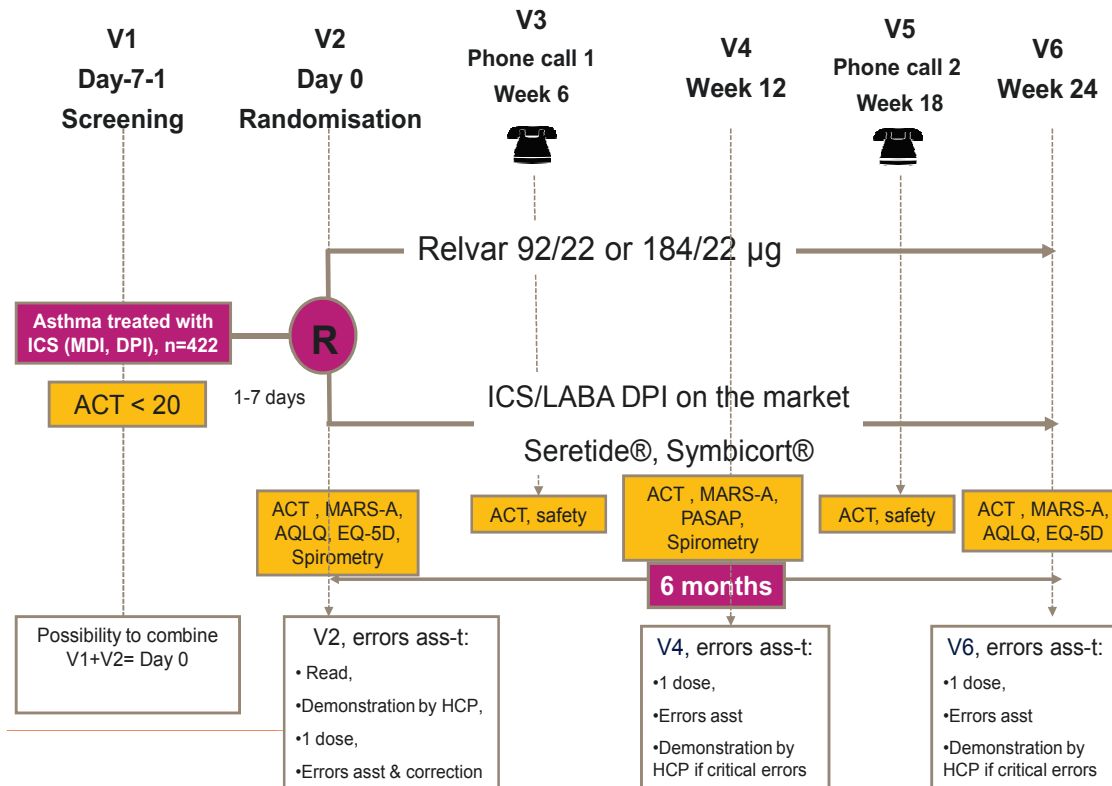 V1
Day-7-1
Screening
V2
Day 0
Randomisation
V3
Phone call 1
Week 6
V4
Week 12
V5
Phone call 2
Week 18
V6
Week 24
Relvar 92/22 or 184/22 µg
Asthma treated with
ICS (MDI, DPI), n=422
R
ACT < 20
1-7 days
ICS/LABA DPI on the market
Seretide®, Symbicort®
ACT , MARS-A,
AQLQ, EQ-5D,
Spirometry
ACT, safety
ACT , MARS-A,
PASAP,
Spirometry
ACT, safety
ACT , MARS-A,
AQLQ, EQ-5D
6 months
Possibility to combine
V1+V2= Day 0
V2, errors ass-t:
• Read,
•Demonstration by HCP,
•1 dose,
•Errors asst & correction
V4, errors ass-t:
•1 dose,
•Errors asst
•Demonstration by
HCP if critical errors
V6, errors ass-t:
•1 dose,
•Errors asst
•Demonstration by
HCP if critical errors